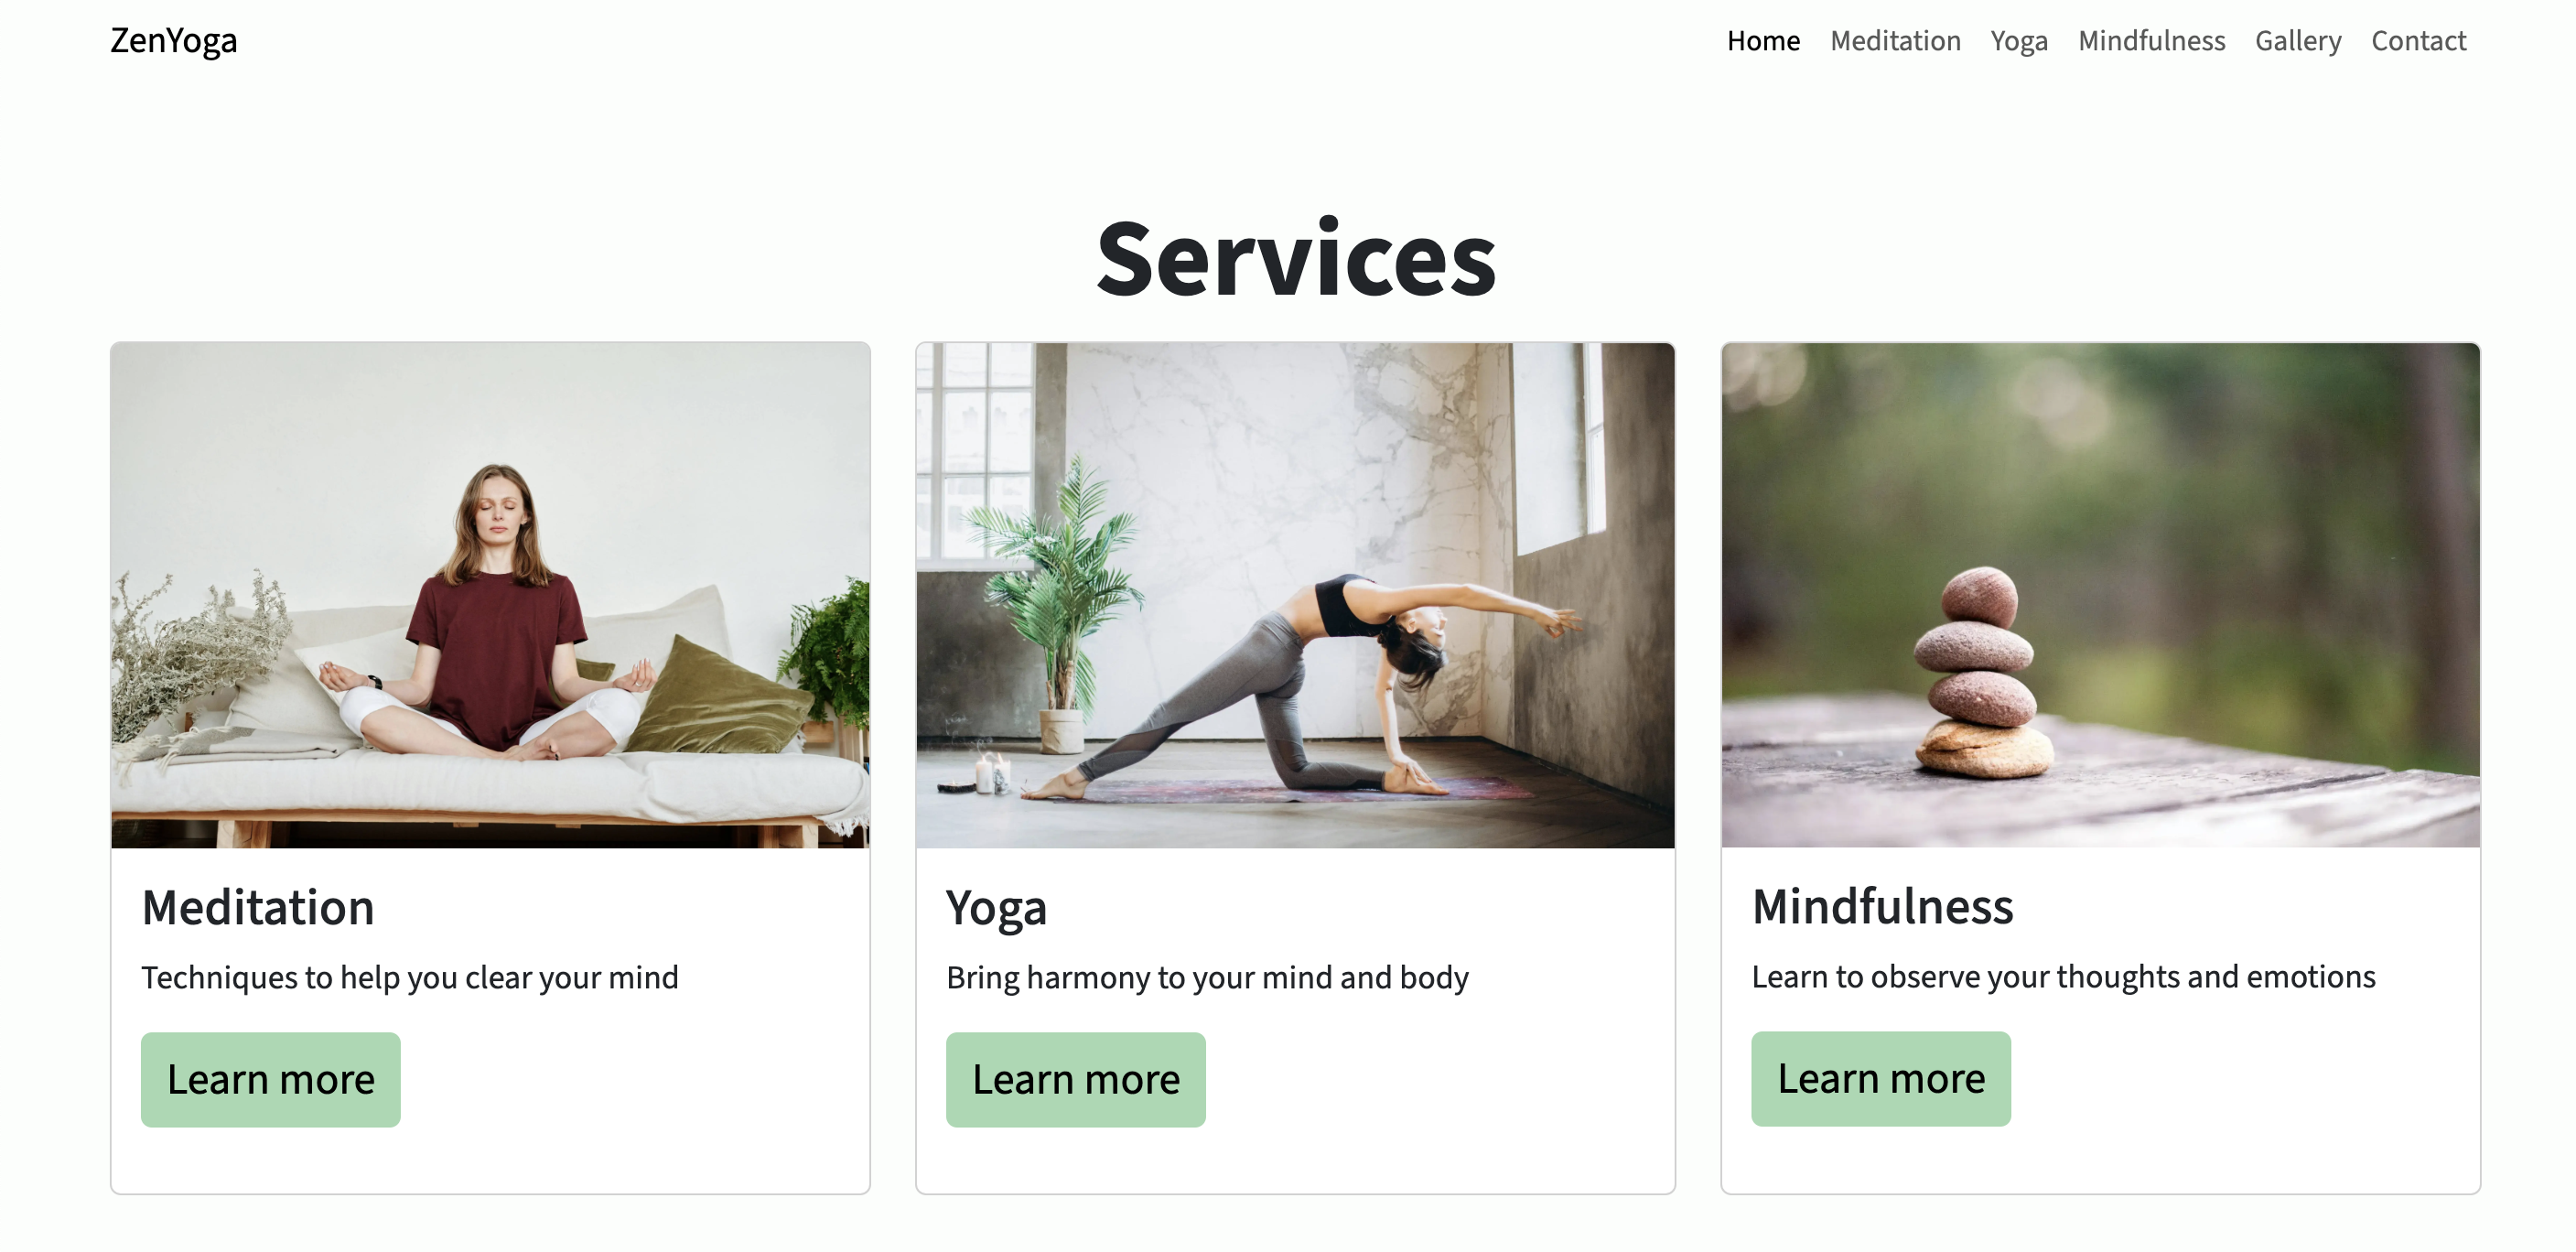 ZenYoga
Home Meditation Yoga Mindfulness Gallery Contact
Services
Meditation
Techniques to help you clear your mind
Learn more
Yoga
Bring harmony to your mind and body
Learn more
Mindfulness
Learn to observe your thoughts and emotions
Learn more